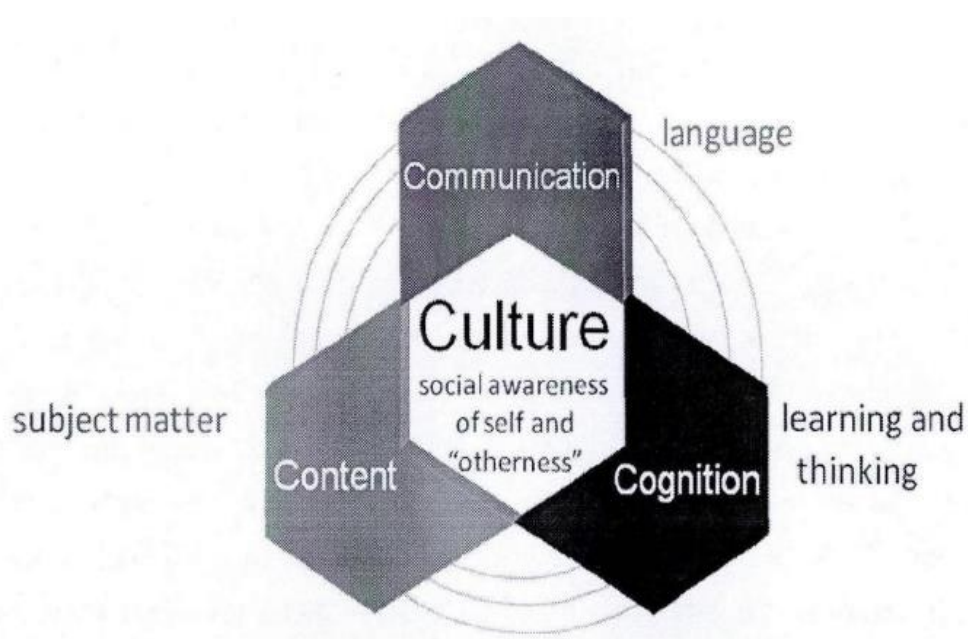 language
Communication
Culture
social awareness
of self and
"otherness"
subject matter
learning and
thinking
Content
Cognition